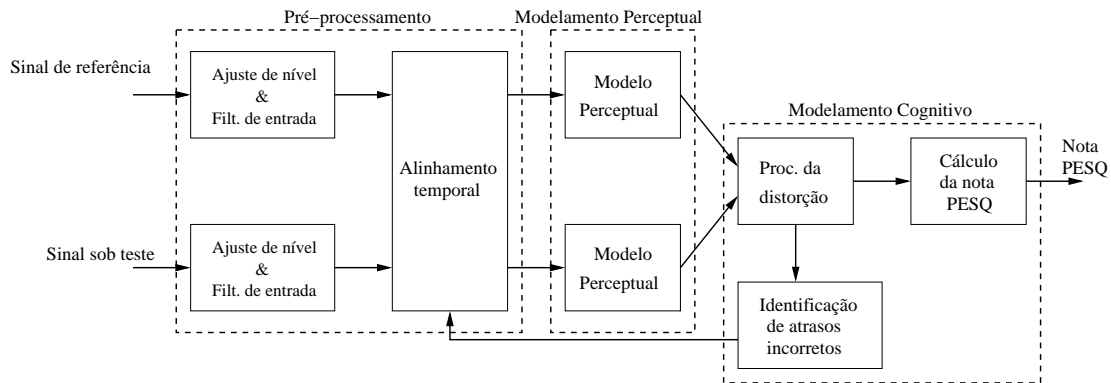 Pré−processamento
Modelamento Perceptual
Sinal de referência
Ajuste de nível
&
Filt. de entrada
Modelo
Perceptual
Modelamento Cognitivo
Alinhamento
temporal
Proc. da
distorção
Cálculo
da nota
PESQ
Nota
PESQ
Sinal sob teste
Ajuste de nível
&
Filt. de entrada
Modelo
Perceptual
Identificação
de atrasos
incorretos